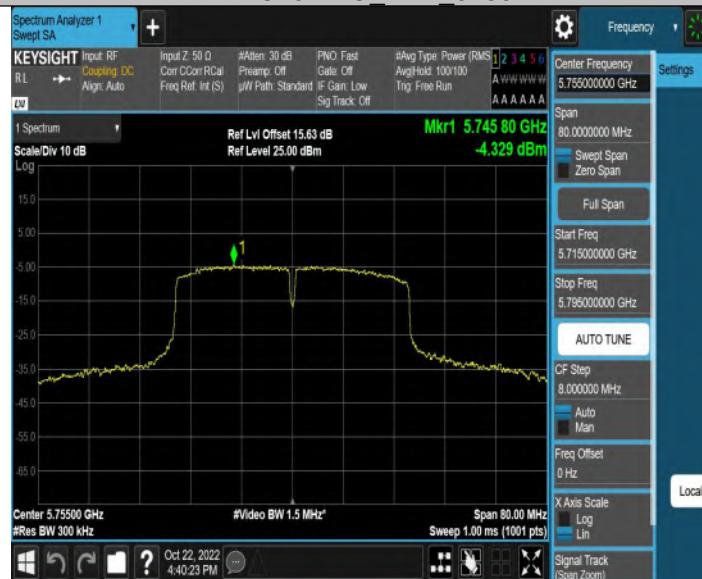 Spectrum Analyzer 1
Swept SA
+
Frequency
KEYSIGHT
Input: RF
Input Z: 50 Ω
#Atten: 30 dB
PNO: Fast
#Avg Type: Power (RMS
1 2 3 4 5 6
RL
Coupling: DC
Corr CCorr RCal
Preamp: Off
Gate: Off
Avg|Hold: 100/100
A W W W W W
Align: Auto
Freq Ref: Int (S)
µW Path: Standard
IF Gain: Low
Trig: Free Run
Sig Track: Off
A A A A A A
LXI
1 Spectrum
Scale/Div 10 dB
Log
Ref Lvl Offset 15.63 dB
Ref Level 25.00 dBm
Mkr1 5.745 80 GHz
-4.329 dBm
15.0
5.00
-5.00
-15.0
-25.0
-35.0
-45.0
-55.0
-65.0
1
Center 5.75500 GHz
#Video BW 1.5 MHz*
Span 80.00 MHz
#Res BW 300 kHz
Sweep 1.00 ms (1001 pts)
?
Oct 22, 2022
4:40:23 PM
Center Frequency
5.755000000 GHz
Settings
Span
80.0000000 MHz
Swept Span
Zero Span
Full Span
Start Freq
5.715000000 GHz
Stop Freq
5.795000000 GHz
AUTO TUNE
CF Step
8.000000 MHz
Auto
Man
Freq Offset
0 Hz
X Axis Scale
Log
Lin
Local
Signal Track
(Span Zoom)